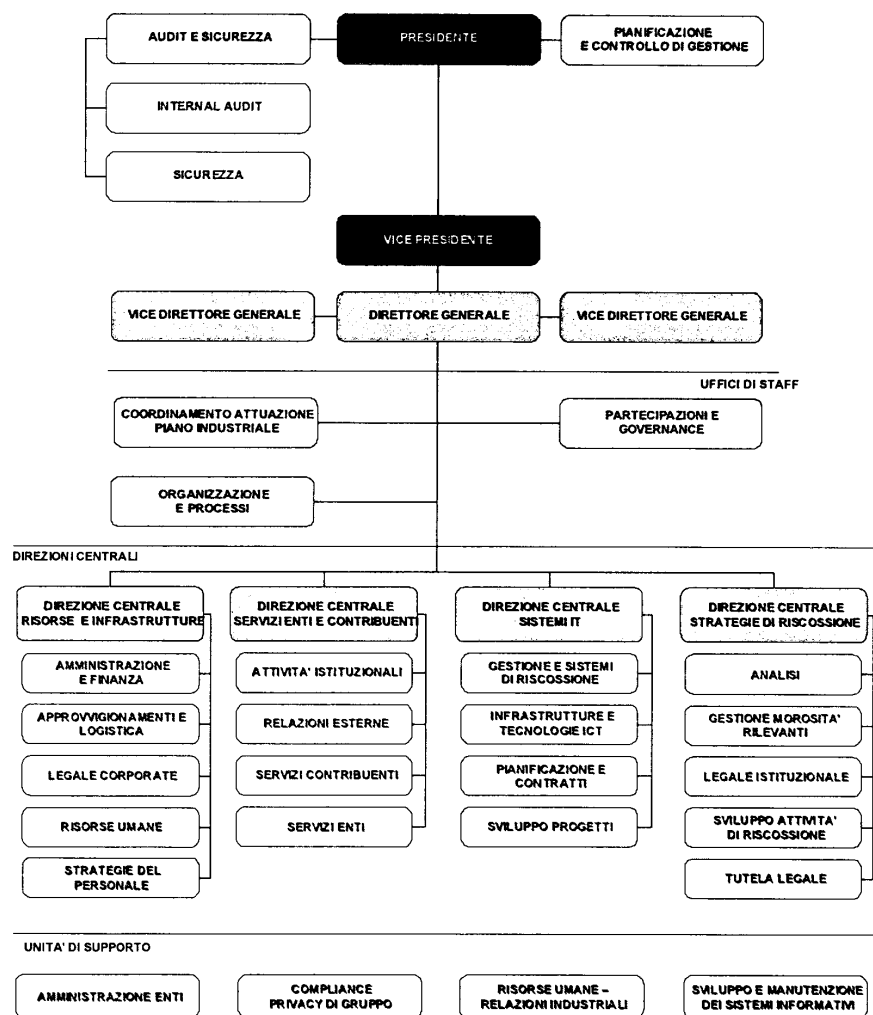 AUDIT E SICUREZZA
PRESIDENTE
PIANIFICAZIONE
E CONTROLLO DI GESTIONE
INTERNAL AUDIT
SICUREZZA
VICE PRESIDENTE
VICE DIRETTORE GENERALE
DIRETTORE GENERALE
VICE DIRETTORE GENERALE
UFFICI DI STAFF
COORDINAMENTO ATTUAZIONE
PIANO INDUSTRIALE
PARTECIPAZIONI E
GOVERNANCE
ORGANIZZAZIONE
E PROCESSI
DIREZIONI CENTRALI
DIREZIONE CENTRALE
RISORSE E INFRASTRUTTURE
AMMINISTRAZIONE
E FINANZA
APPROVVIGIONAMENTI E
LOGISTICA
LEGALE CORPORATE
RISORSE UMANE
STRATEGIE DEL
PERSONALE
DIREZIONE CENTRALE
SERVIZI ENTI E CONTRIBUENTI
ATTIVITA' ISTITUZIONALI
RELAZIONI ESTERNE
SERVIZI CONTRIBUENTI
SERVIZI ENTI
DIREZIONE CENTRALE
SISTEMI IT
GESTIONE E SISTEMI
DI RISCOSSIONE
INFRASTRUTTURE E
TECNOLOGIE ICT
PIANIFICAZIONE E
CONTRATTI
SVILUPPO PROGETTI
DIREZIONE CENTRALE
STRATEGIE DI RISCOSSIONE
ANALISI
GESTIONE MOROSITA'
RILEVANTI
LEGALE ISTITUZIONALE
SVILUPPO ATTIVITA'
DI RISCOSSIONE
TUTELA LEGALE
UNITA' DI SUPPORTO
AMMINISTRAZIONE ENTI
COMPLIANCE
PRIVACY DI GRUPPO
RISORSE UMANE –
RELAZIONI INDUSTRIALI
SVILUPPO E MANUTENZIONE
DEI SISTEMI INFORMATIVI